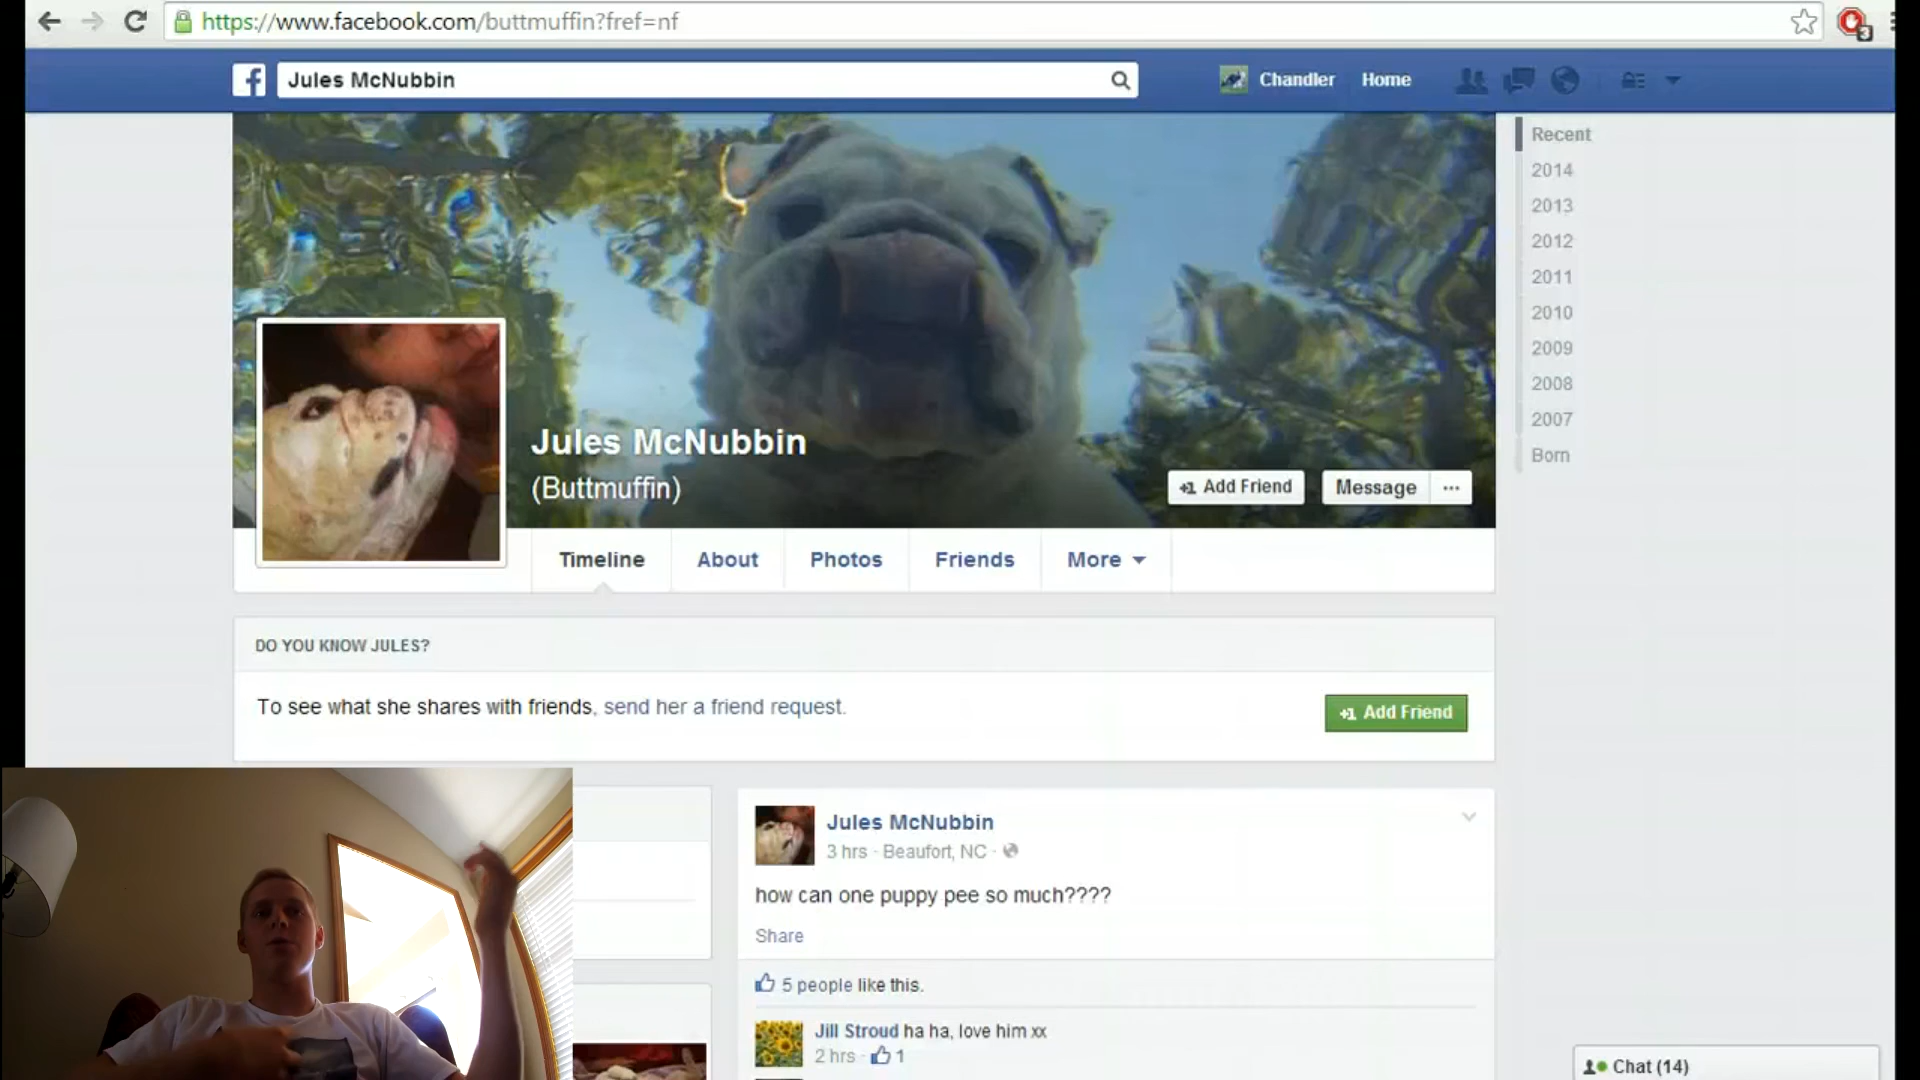 https://www.facebook.com/buttmuffin?fref=nf
3
f
Jules McNubbin
Chandler
Home
Jules McNubbin
(Buttmuffin)
+1 Add Friend
Message
...
Timeline
About
Photos
Friends
More
Recent
2014
2013
2012
2011
2010
2009
2008
2007
Born
DO YOU KNOW JULES?
To see what she shares with friends, send her a friend request.
+1 Add Friend
Jules McNubbin
3 hrs · Beaufort, NC ·
how can one puppy pee so much????
Share
5 people like this.
Jill Stroud ha ha, love him xx
2 hrs · 1
Chat (14)